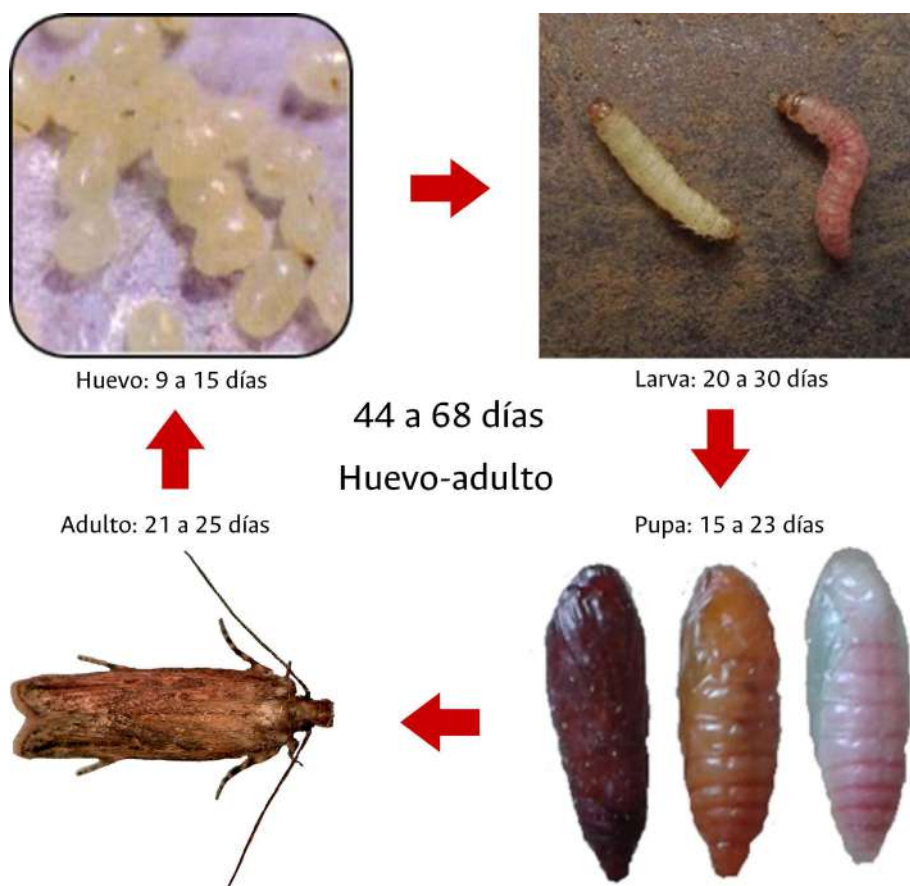 Huevo: 9 a 15 días
Larva: 20 a 30 días
44 a 68 días
Huevo-adulto
Adulto: 21 a 25 días
Pupa: 15 a 23 días